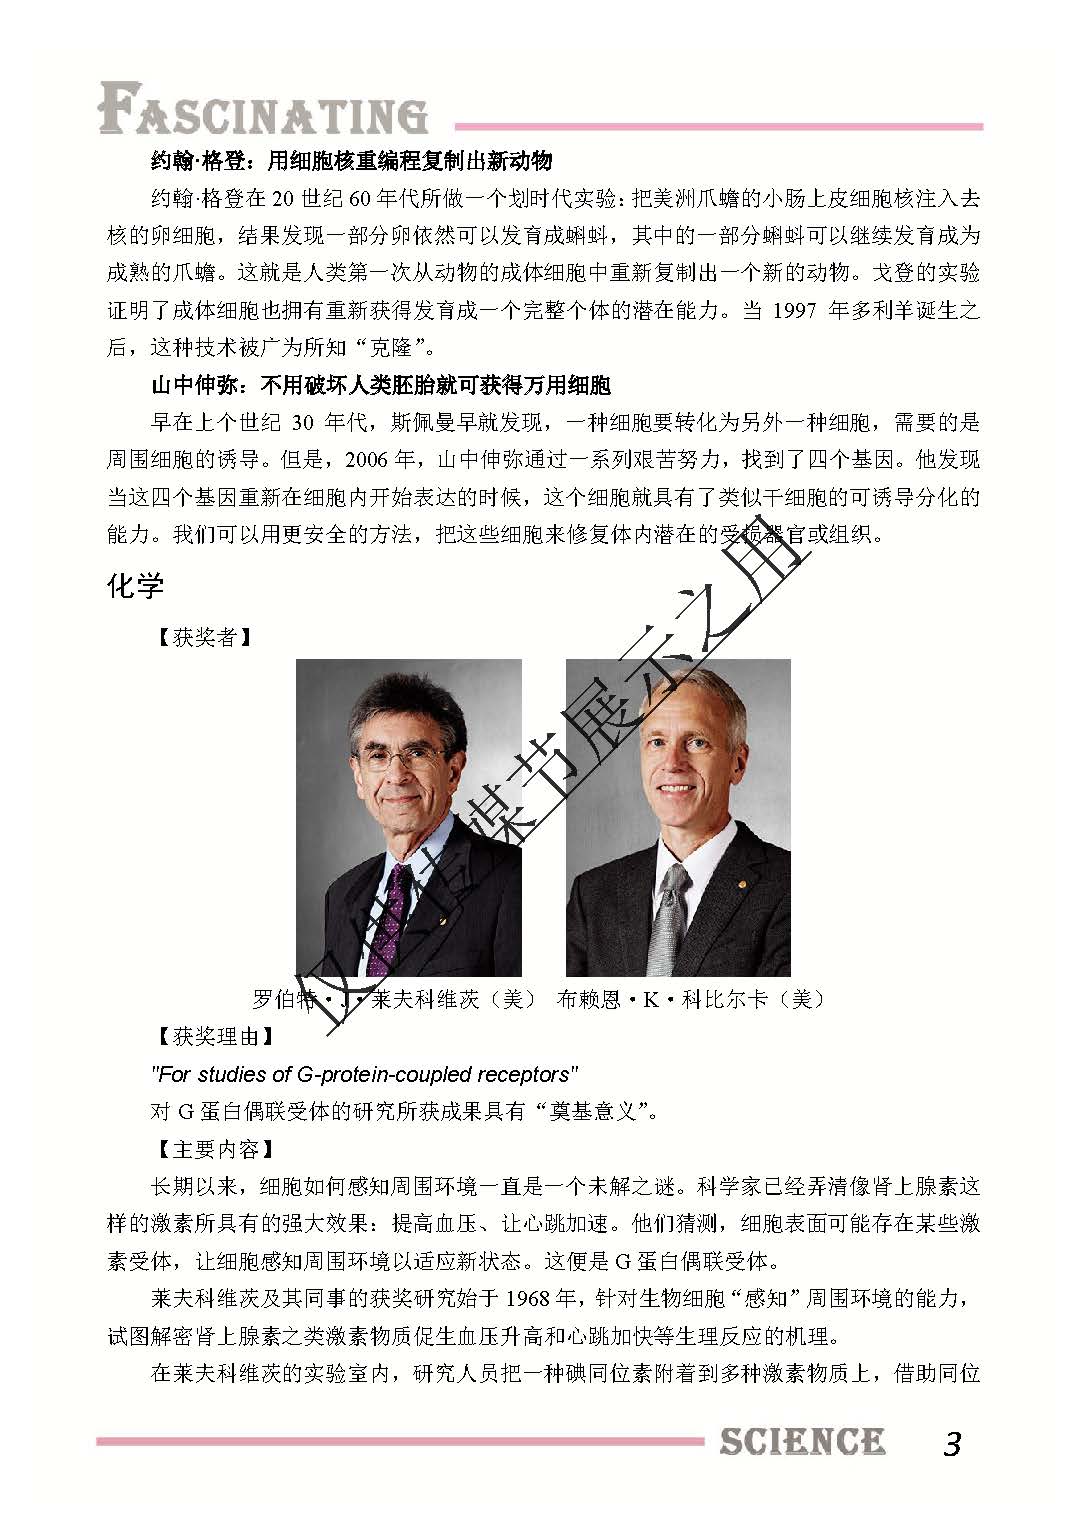 FASCINATING
约翰·格登：用细胞核重编程复制出新动物
约翰·格登在 20 世纪 60 年代所做一个划时代实验：把美洲爪蟾的小肠上皮细胞核注入去
核的卵细胞，结果发现一部分卵依然可以发育成蝌蚪，其中的一部分蝌蚪可以继续发育成为
成熟的爪蟾。这就是人类第一次从动物的成体细胞中重新复制出一个新的动物。戈登的实验
证明了成体细胞也拥有重新获得发育成一个完整个体的潜在能力。当 1997 年多利羊诞生之
后，这种技术被广为所知“克隆”。
山中伸弥：不用破坏人类胚胎就可获得万用细胞
早在上个世纪 30 年代，斯佩曼早就发现，一种细胞要转化为另外一种细胞，需要的是
周围细胞的诱导。但是，2006 年，山中伸弥通过一系列艰苦努力，找到了四个基因。他发现
当这四个基因重新在细胞内开始表达的时候，这个细胞就具有了类似干细胞的可诱导分化的
能力。我们可以用更安全的方法，把这些细胞来修复体内潜在的受损器官或组织。
化学
【获奖者】
仅供传媒节展示之用
罗伯特·J·莱夫科维茨（美） 布赖恩·K·科比尔卡（美）
【获奖理由】
"For studies of G-protein-coupled receptors"
对 G 蛋白偶联受体的研究所获成果具有“奠基意义”。
【主要内容】
长期以来，细胞如何感知周围环境一直是一个未解之谜。科学家已经弄清像肾上腺素这
样的激素所具有的强大效果：提高血压、让心跳加速。他们猜测，细胞表面可能存在某些激
素受体，让细胞感知周围环境以适应新状态。这便是 G 蛋白偶联受体。
莱夫科维茨及其同事的获奖研究始于 1968 年，针对生物细胞“感知”周围环境的能力，
试图解密肾上腺素之类激素物质促生血压升高和心跳加快等生理反应的机理。
在莱夫科维茨的实验室内，研究人员把一种碘同位素附着到多种激素物质上，借助同位
SCIENCE 3